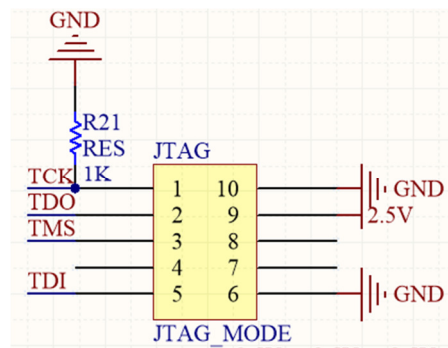 GND
R21
RES
1K
JTAG
TCK
TDO
TMS
TDI
1 10
2 9
3 8
4 7
5 6
GND
2.5V
GND
JTAG_MODE